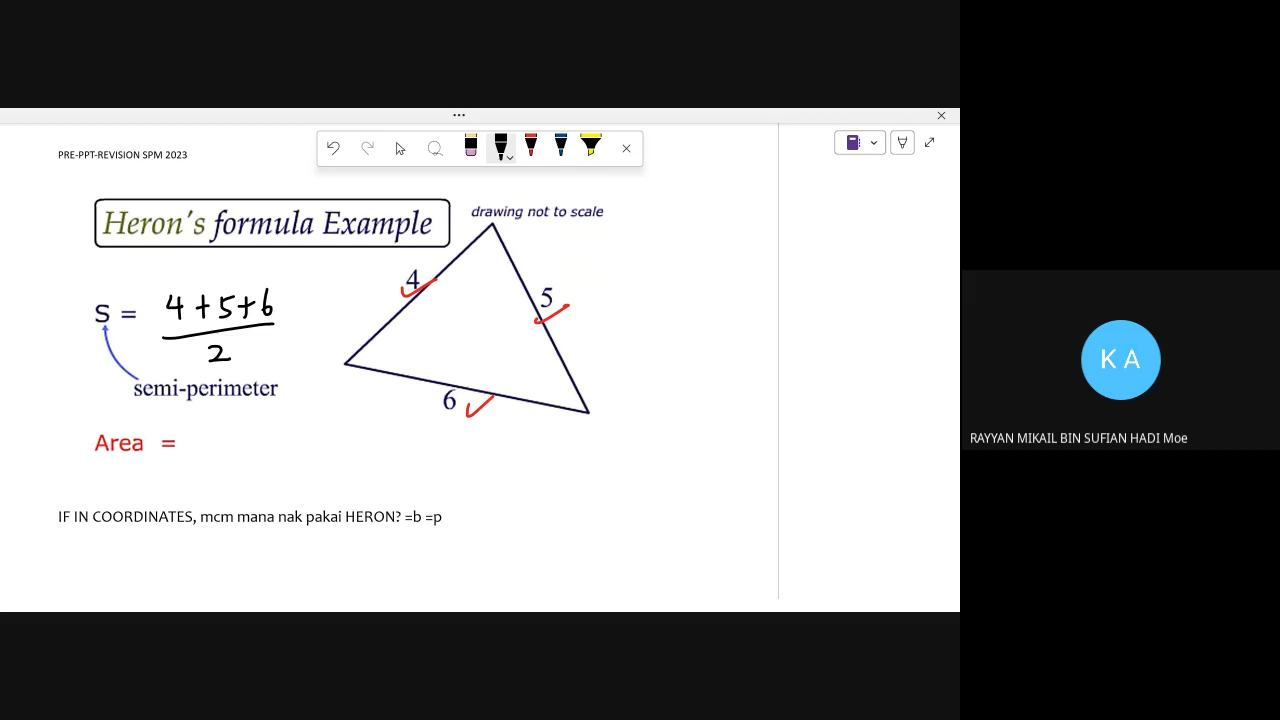 PRE-PPT-REVISION SPM 2023
Heron's formula Example
drawing not to scale
4
5
S = 4+5+6
2
semi-perimeter
6
Area =
IF IN COORDINATES, mcm mana nak pakai HERON? =b =p
K A
RAYYAN MIKAIL BIN SUFIAN HADI Moe